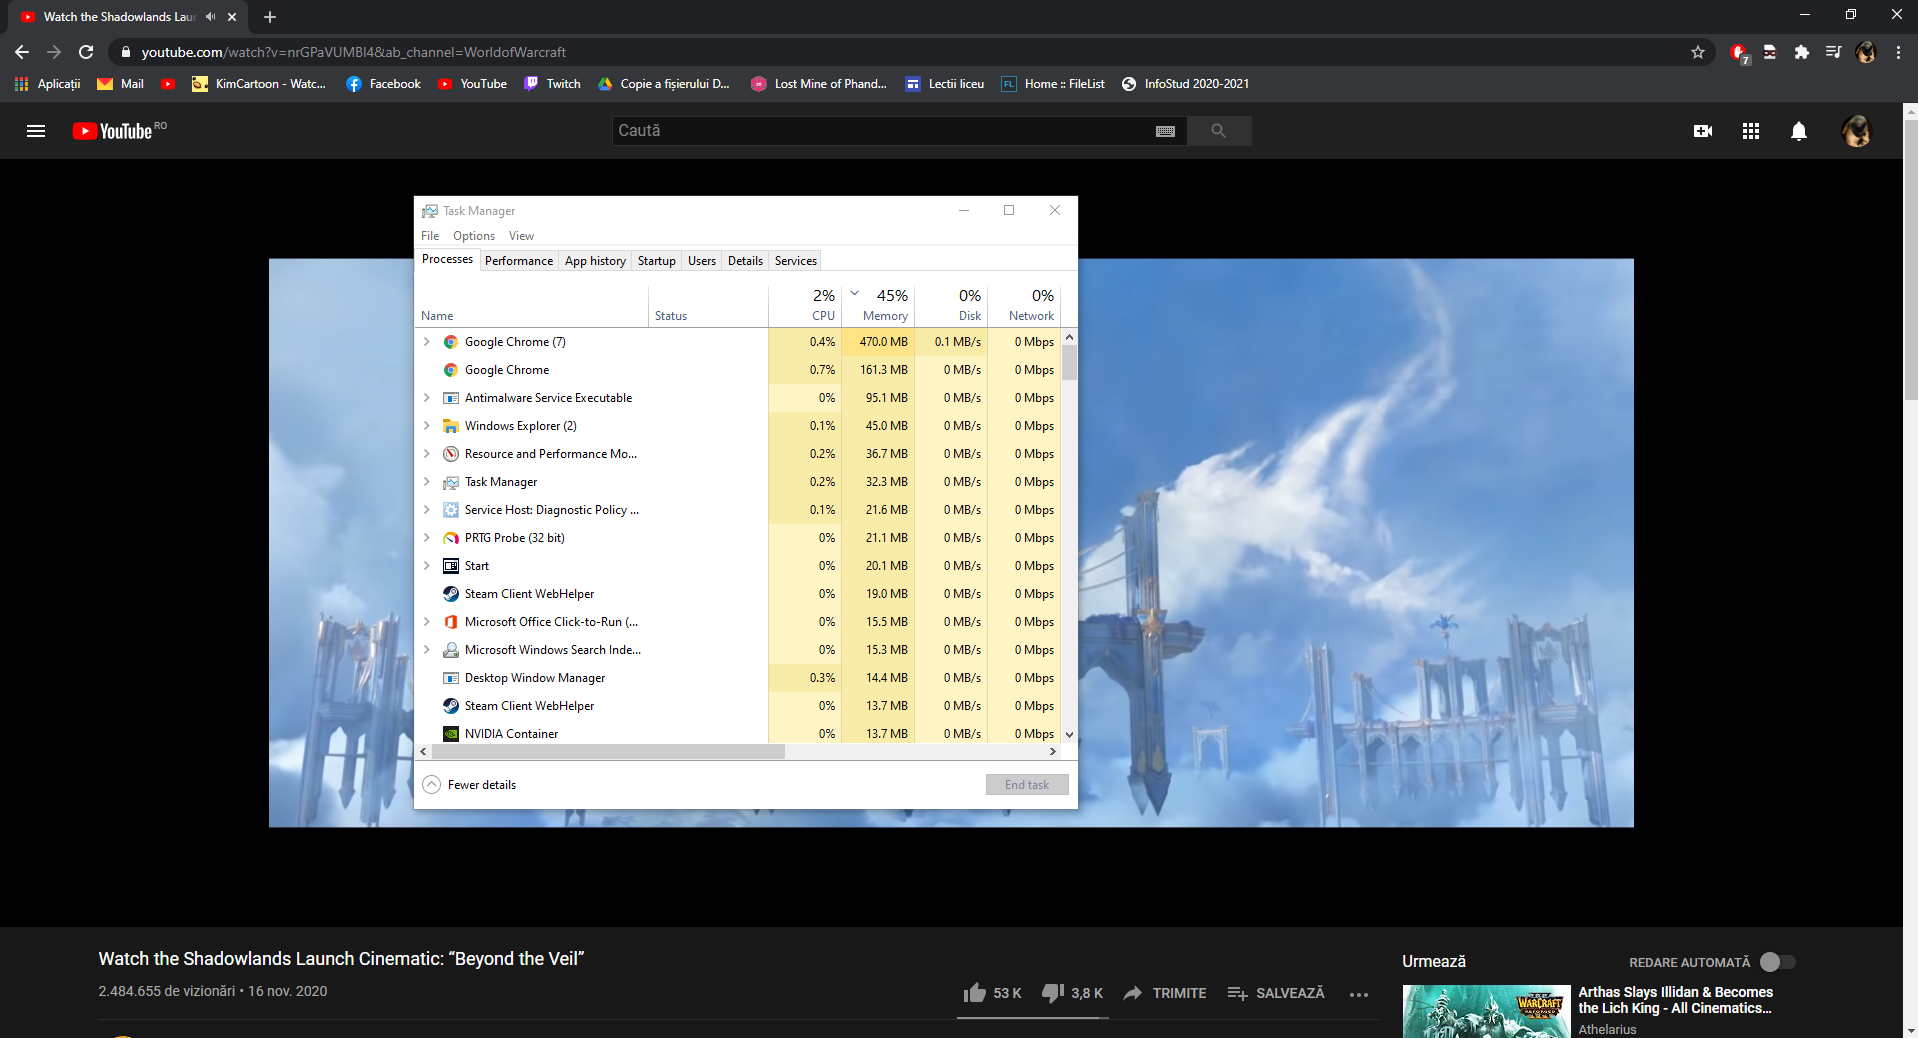 Watch the Shadowlands Lau
youtube.com/watch?v=nrGPaVUMBI4&ab_channel=WorldofWarcraft
7
Aplicații
Mail
KimCartoon - Watc...
Facebook
YouTube
Twitch
Copie a fișierului D...
Lost Mine of Phand...
Lectii liceu
FL
Home :: FileList
InfoStud 2020-2021
YouTube RO
Caută
Task Manager
File Options View
Processes Performance App history Startup Users Details Services
2% 45% 0% 0%
Name Status CPU Memory Disk Network
Google Chrome (7) 0.4% 470.0 MB 0.1 MB/s 0 Mbps
Google Chrome 0.7% 161.3 MB 0 MB/s 0 Mbps
Antimalware Service Executable 0% 95.1 MB 0 MB/s 0 Mbps
Windows Explorer (2) 0.1% 45.0 MB 0 MB/s 0 Mbps
Resource and Performance Mo... 0.2% 36.7 MB 0 MB/s 0 Mbps
Task Manager 0.2% 32.3 MB 0 MB/s 0 Mbps
Service Host: Diagnostic Policy ... 0.1% 21.6 MB 0 MB/s 0 Mbps
PRTG Probe (32 bit) 0% 21.1 MB 0 MB/s 0 Mbps
Start 0% 20.1 MB 0 MB/s 0 Mbps
Steam Client WebHelper 0% 19.0 MB 0 MB/s 0 Mbps
Microsoft Office Click-to-Run (... 0% 15.5 MB 0 MB/s 0 Mbps
Microsoft Windows Search Inde... 0% 15.3 MB 0 MB/s 0 Mbps
Desktop Window Manager 0.3% 14.4 MB 0 MB/s 0 Mbps
Steam Client WebHelper 0% 13.7 MB 0 MB/s 0 Mbps
NVIDIA Container 0% 13.7 MB 0 MB/s 0 Mbps
Fewer details
End task
Watch the Shadowlands Launch Cinematic: “Beyond the Veil”
2.484.655 de vizionări • 16 nov. 2020
53 K
3,8 K
TRIMITE
SALVEAZĂ
Urmează
REDARE AUTOMATĂ
WARCRAFT
Arthas Slays Illidan & Becomes
the Lich King - All Cinematics...
Athelarius